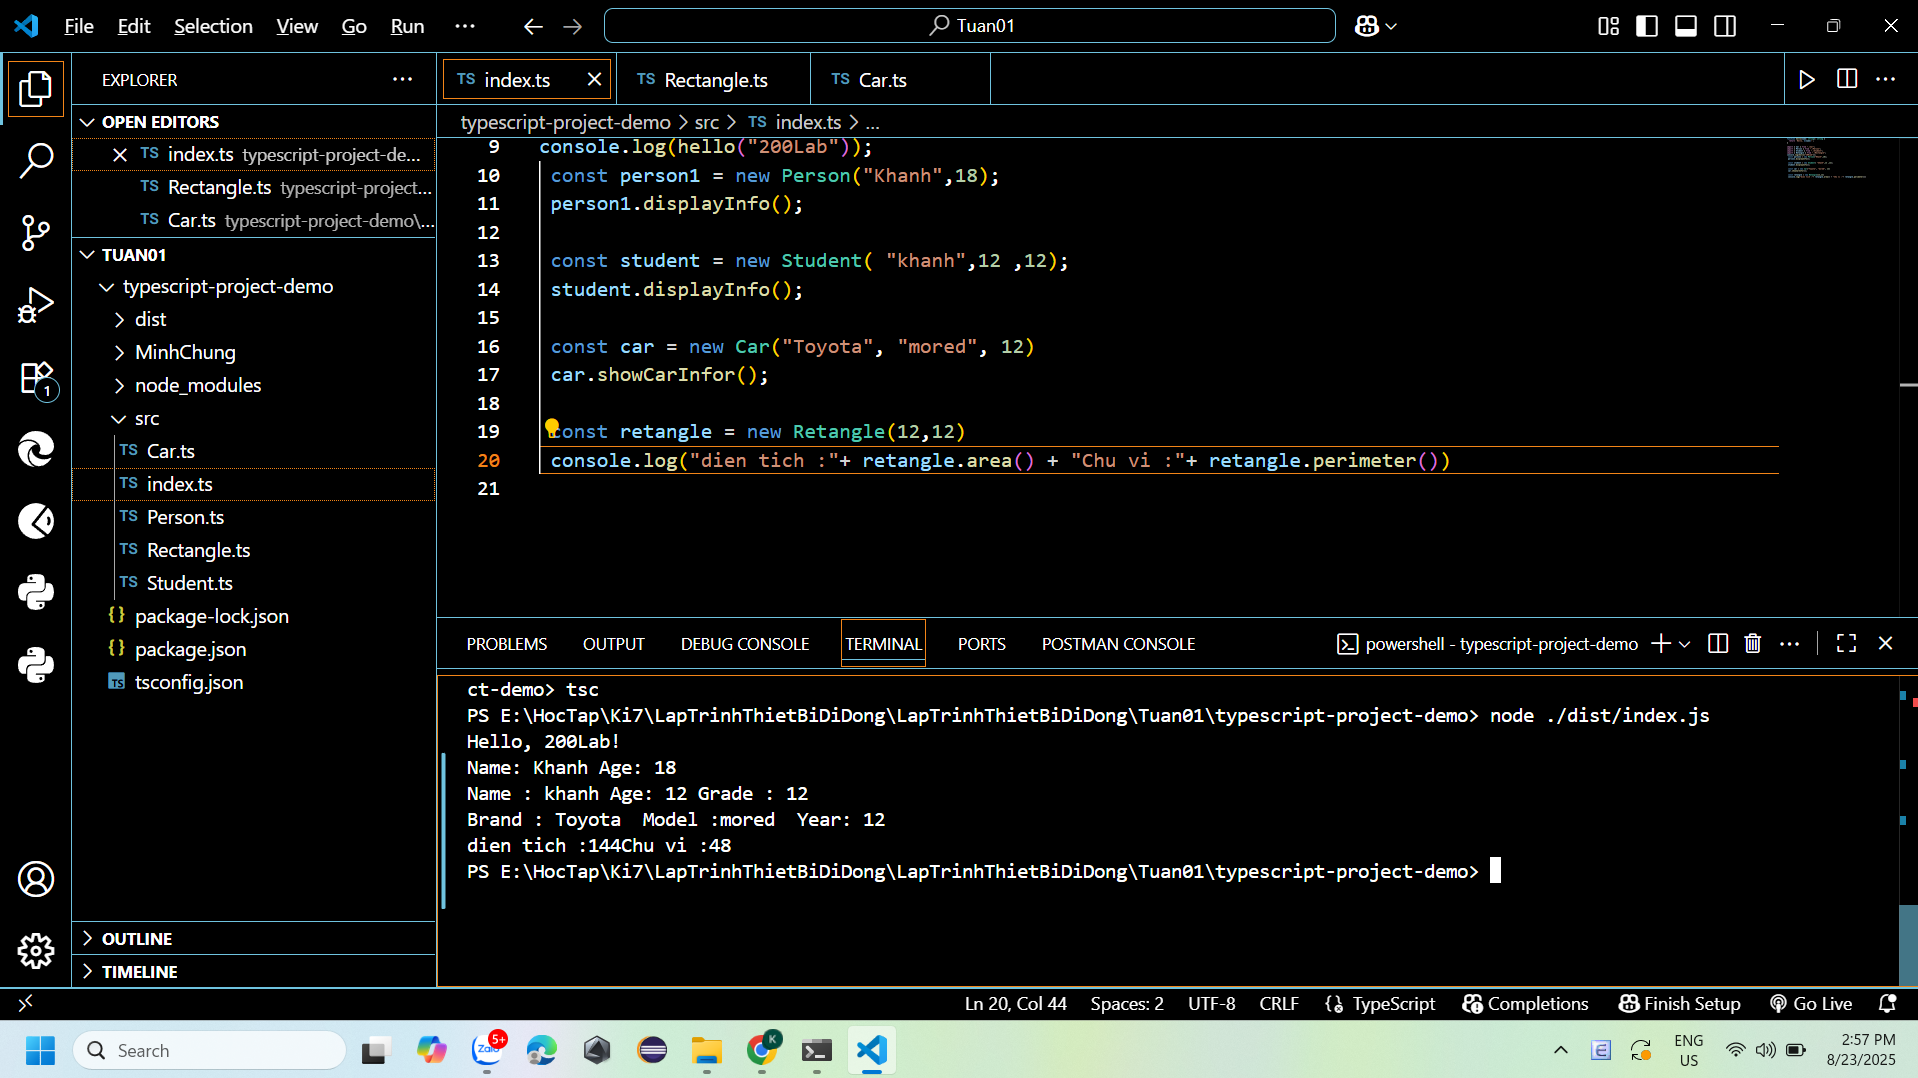 File Edit Selection View Go Run ···
Tuan01
EXPLORER
OPEN EDITORS
index.ts typescript-project-de...
Rectangle.ts typescript-project...
Car.ts typescript-project-demo\...
TUAN01
typescript-project-demo
dist
MinhChung
node_modules
src
TS Car.ts
TS index.ts
TS Person.ts
TS Rectangle.ts
TS Student.ts
{} package-lock.json
{} package.json
TS tsconfig.json
OUTLINE
TIMELINE
1
TS index.ts TS Rectangle.ts TS Car.ts
typescript-project-demo > src > TS index.ts > ...
9 console.log(hello("200Lab"));
10 const person1 = new Person("Khanh",18);
11 person1.displayInfo();
12
13 const student = new Student( "khanh",12 ,12);
14 student.displayInfo();
15
16 const car = new Car("Toyota", "mored", 12)
17 car.showCarInfor();
18
19 const retangle = new Retangle(12,12)
20 console.log("dien tich :"+ retangle.area() + "Chu vi :"+ retangle.perimeter())
21
PROBLEMS OUTPUT DEBUG CONSOLE TERMINAL PORTS POSTMAN CONSOLE powershell - typescript-project-demo
ct-demo> tsc
PS E:\HocTap\Ki7\LapTrinhThietBiDiDong\LapTrinhThietBiDiDong\Tuan01\typescript-project-demo> node ./dist/index.js
Hello, 200Lab!
Name: Khanh Age: 18
Name : khanh Age: 12 Grade : 12
Brand : Toyota  Model :mored  Year: 12
dien tich :144Chu vi :48
PS E:\HocTap\Ki7\LapTrinhThietBiDiDong\LapTrinhThietBiDiDong\Tuan01\typescript-project-demo>
Ln 20, Col 44 Spaces: 2 UTF-8 CRLF {} TypeScript Completions Finish Setup Go Live
Search
Zalo 5+
K
ENG
US
2:57 PM
8/23/2025